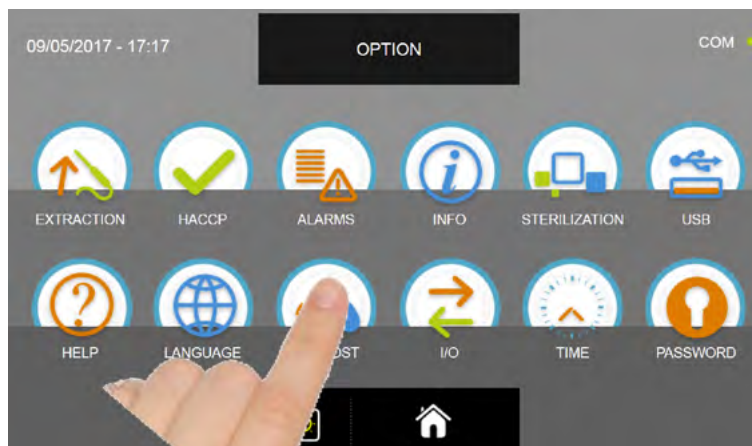 09/05/2017 - 17:17
OPTION
COM
EXTRACTION
HACCP
ALARMS
INFO
STERILIZATION
USB
HELP
LANGUAGE
I/O
TIME
PASSWORD